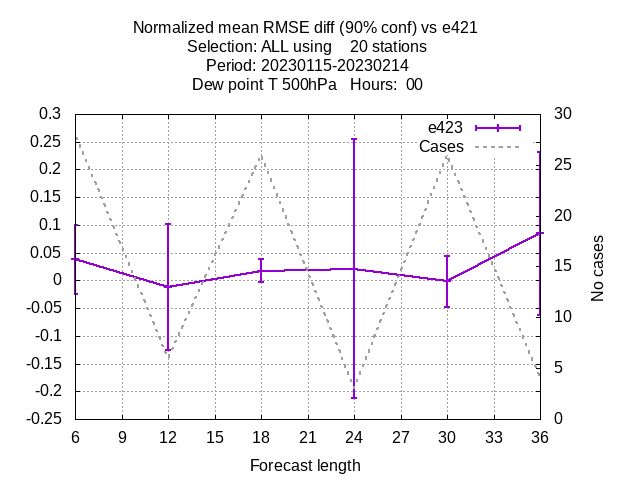 Normalized mean RMSE diff (90% conf) vs e421
Selection: ALL using    20 stations
Period: 20230115-20230214
Dew point T 500hPa   Hours:  00
e423
Cases
0.3
0.25
0.2
0.15
0.1
0.05
0
-0.05
-0.1
-0.15
-0.2
-0.25
30
25
20
15
10
5
0
No cases
6 9 12 15 18 21 24 27 30 33 36
Forecast length